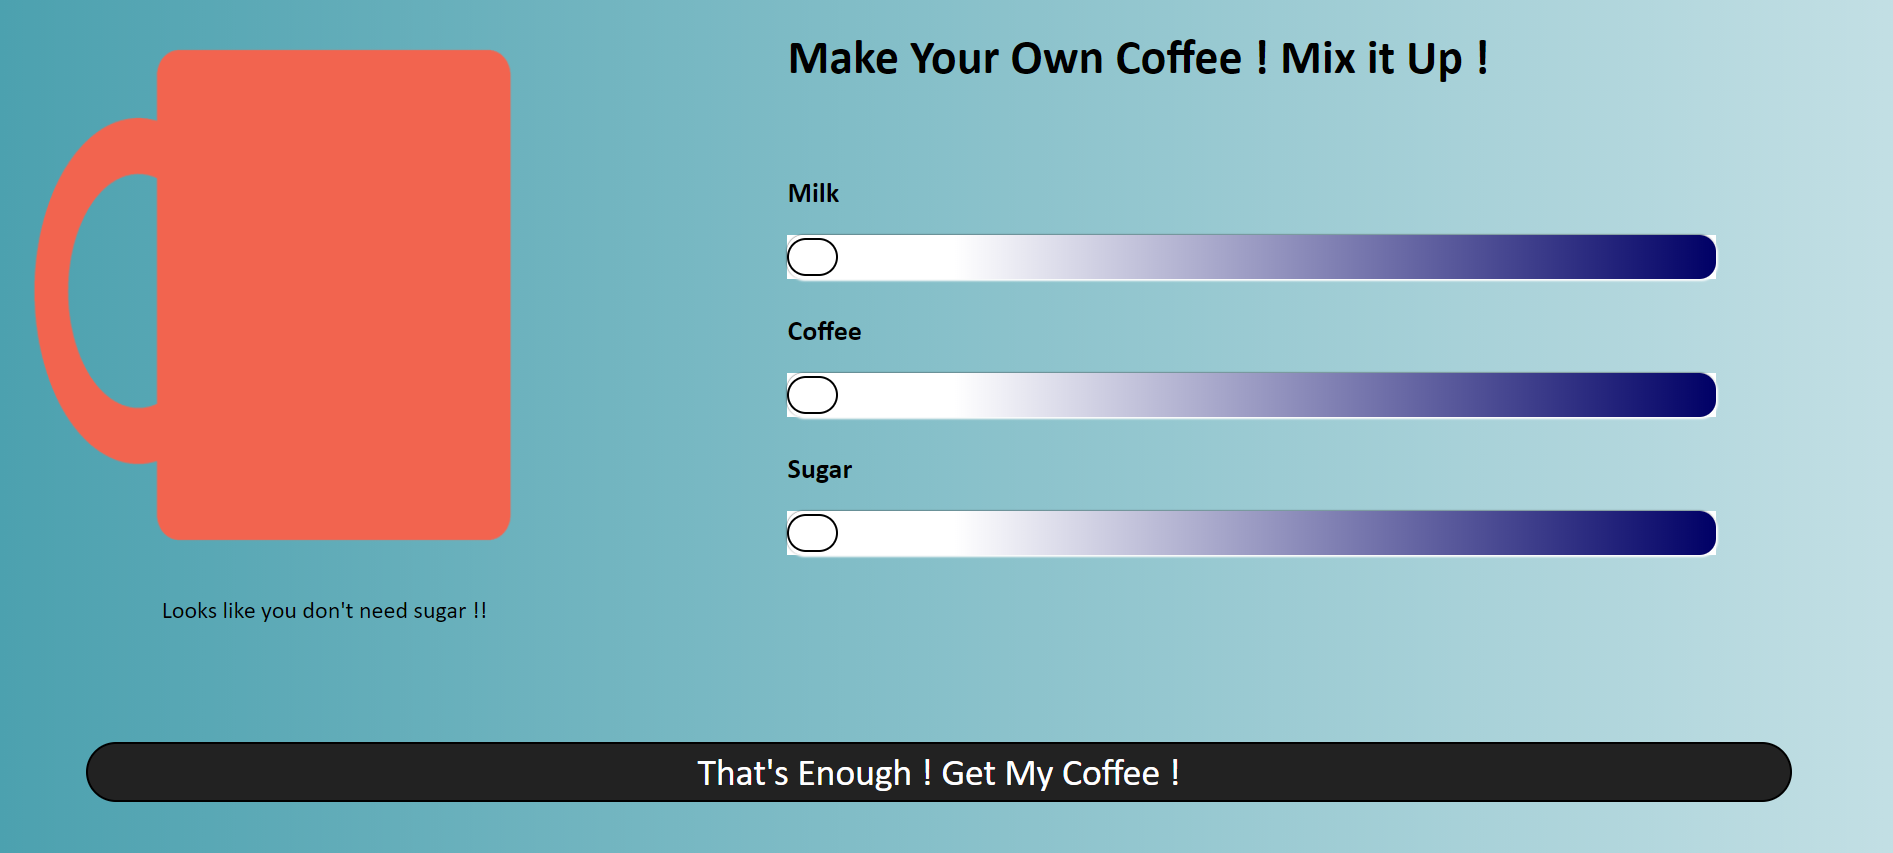 Make Your Own Coffee ! Mix it Up !
Milk
Coffee
Sugar
Looks like you don't need sugar !!
That's Enough ! Get My Coffee !